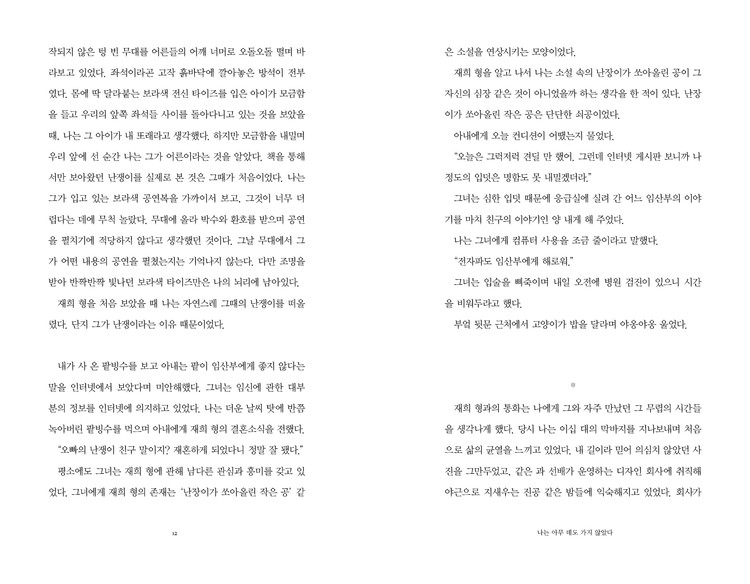 작되지 않은 텅 빈 무대를 어른들의 어깨 너머로 오돌오돌 떨며 바
라보고 있었다. 좌석이라곤 고작 흙바닥에 깔아놓은 방석이 전부
였다. 몸에 딱 달라붙는 보라색 전신 타이즈를 입은 아이가 모금함
을 들고 우리의 앞쪽 좌석들 사이를 돌아다니고 있는 것을 보았을
때, 나는 그 아이가 내 또래라고 생각했다. 하지만 모금함을 내밀며
우리 앞에 선 순간 나는 그가 어른이라는 것을 알았다. 책을 통해
서만 보아왔던 난쟁이를 실제로 본 것은 그때가 처음이었다. 나는
그가 입고 있는 보라색 공연복을 가까이서 보고, 그것이 너무 더
럽다는 데에 무척 놀랐다. 무대에 올라 박수와 환호를 받으며 공연
을 펼치기에 적당하지 않다고 생각했던 것이다. 그날 무대에서 그
가 어떤 내용의 공연을 펼쳤는지는 기억나지 않는다. 다만 조명을
받아 반짝반짝 빛나던 보라색 타이즈만은 나의 뇌리에 남아있다.
재희 형을 처음 보았을 때 나는 자연스레 그때의 난쟁이를 떠올
렸다. 단지 그가 난쟁이라는 이유 때문이었다.
내가 사 온 팥빙수를 보고 아내는 팥이 임산부에게 좋지 않다는
말을 인터넷에서 보았다며 미안해했다. 그녀는 임신에 관한 대부
분의 정보를 인터넷에 의지하고 있었다. 나는 더운 날씨 탓에 반쯤
녹아버린 팥빙수를 먹으며 아내에게 재희 형의 결혼소식을 전했다.
“오빠의 난쟁이 친구 말이지? 재혼하게 되었다니 정말 잘 됐다.”
평소에도 그녀는 재희 형에 관해 남다른 관심과 흥미를 갖고 있
었다. 그녀에게 재희 형의 존재는 ‘난장이가 쏘아올린 작은 공’ 같
12
은 소설을 연상시키는 모양이었다.
재희 형을 알고 나서 나는 소설 속의 난장이가 쏘아올린 공이 그
자신의 심장 같은 것이 아니었을까 하는 생각을 한 적이 있다. 난장
이가 쏘아올린 작은 공은 단단한 쇠공이었다.
아내에게 오늘 컨디션이 어땠는지 물었다.
“오늘은 그럭저럭 견딜 만 했어. 그런데 인터넷 게시판 보니까 나
정도의 입덧은 명함도 못 내밀겠더라.”
그녀는 심한 입덧 때문에 응급실에 실려 간 어느 임산부의 이야
기를 마치 친구의 이야기인 양 내게 해 주었다.
나는 그녀에게 컴퓨터 사용을 조금 줄이라고 말했다.
“전자파도 임산부에게 해로워.”
그녀는 입술을 삐죽이며 내일 오전에 병원 검진이 있으니 시간
을 비워두라고 했다.
부엌 뒷문 근처에서 고양이가 밥을 달라며 야옹야옹 울었다.
재희 형과의 통화는 나에게 그와 자주 만났던 그 무렵의 시간들
을 생각나게 했다. 당시 나는 이십 대의 막바지를 지나보내며 처음
으로 삶의 균열을 느끼고 있었다. 내 길이라 믿어 의심치 않았던 사
진을 그만두었고, 같은 과 선배가 운영하는 디자인 회사에 취직해
야근으로 지새우는 진공 같은 밤들에 익숙해지고 있었다. 회사가
나는 아무 데도 가지 않았다